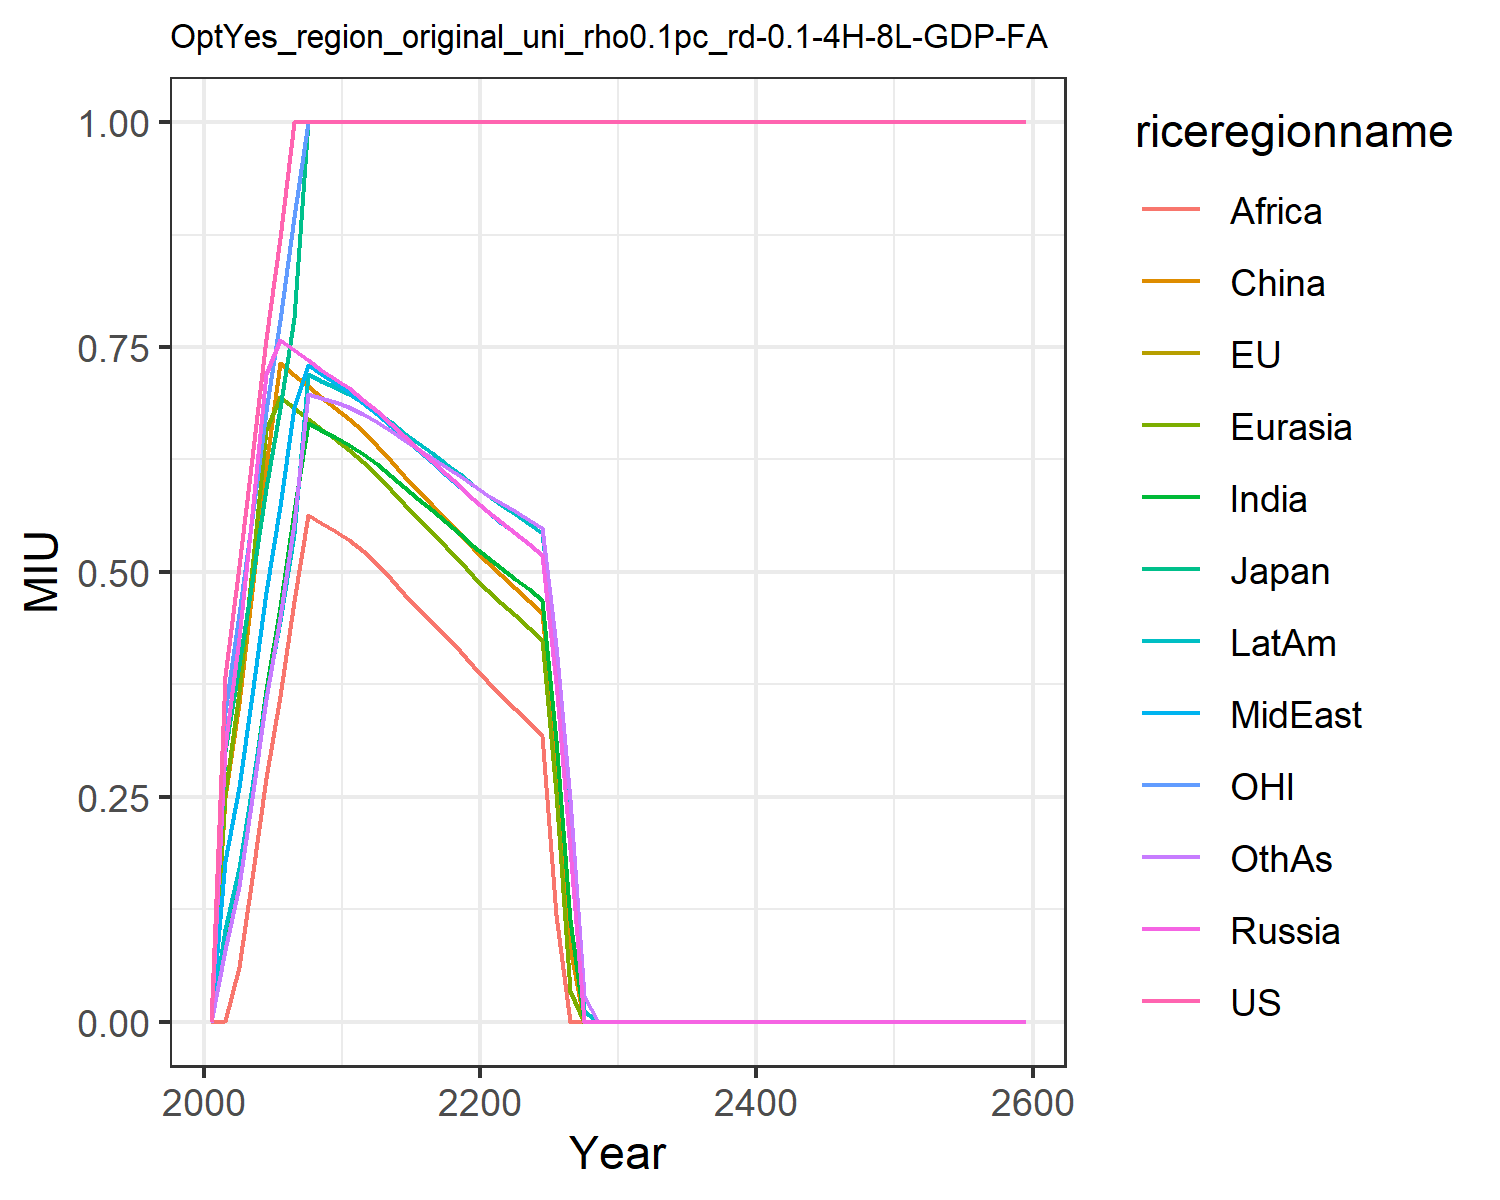 OptYes_region_original_uni_rho0.1pc_rd-0.1-4H-8L-GDP-FA
1.00
0.75
0.50
0.25
0.00
MIU
2000
2200
2400
2600
Year
riceregionname
Africa
China
EU
Eurasia
India
Japan
LatAm
MidEast
OHI
OthAs
Russia
US